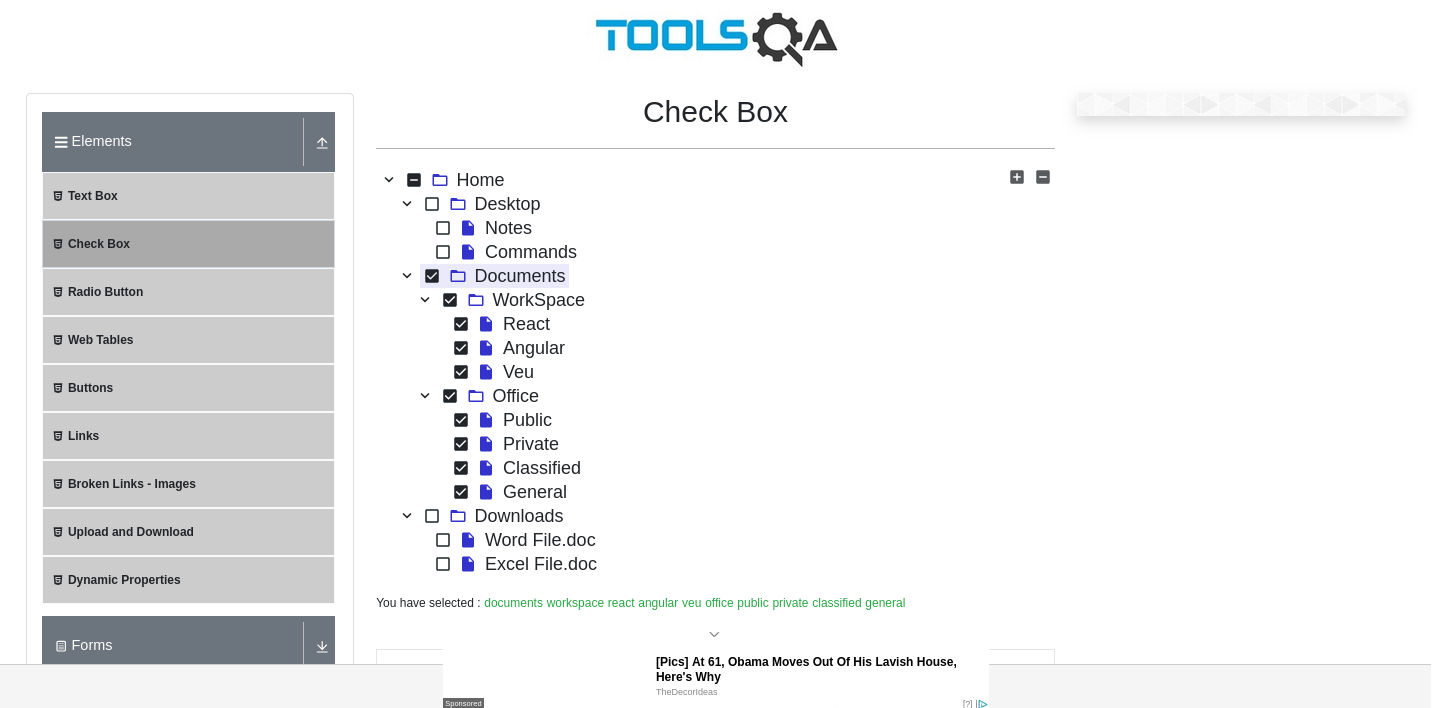 TOOLSQA
Elements
Text Box
Check Box
Radio Button
Web Tables
Buttons
Links
Broken Links - Images
Upload and Download
Dynamic Properties
Forms
Check Box
Home
Desktop
Notes
Commands
Documents
WorkSpace
React
Angular
Veu
Office
Public
Private
Classified
General
Downloads
Word File.doc
Excel File.doc
You have selected : documents workspace react angular veu office public private classified general
[Pics] At 61, Obama Moves Out Of His Lavish House,
Here's Why
TheDecorIdeas
Sponsored
[?]